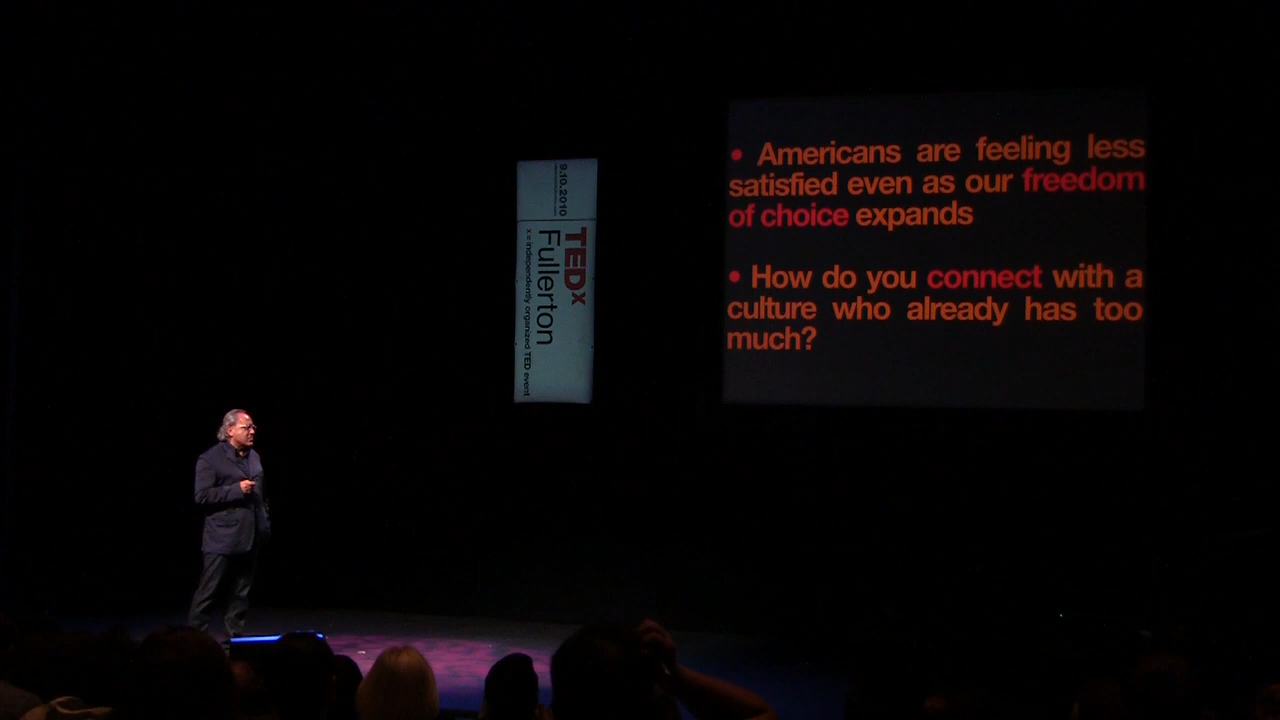 9.10.2010
TEDx
Fullerton
x = independently organized TED event
• Americans are feeling less
satisfied even as our freedom
of choice expands
• How do you connect with a
culture who already has too
much?